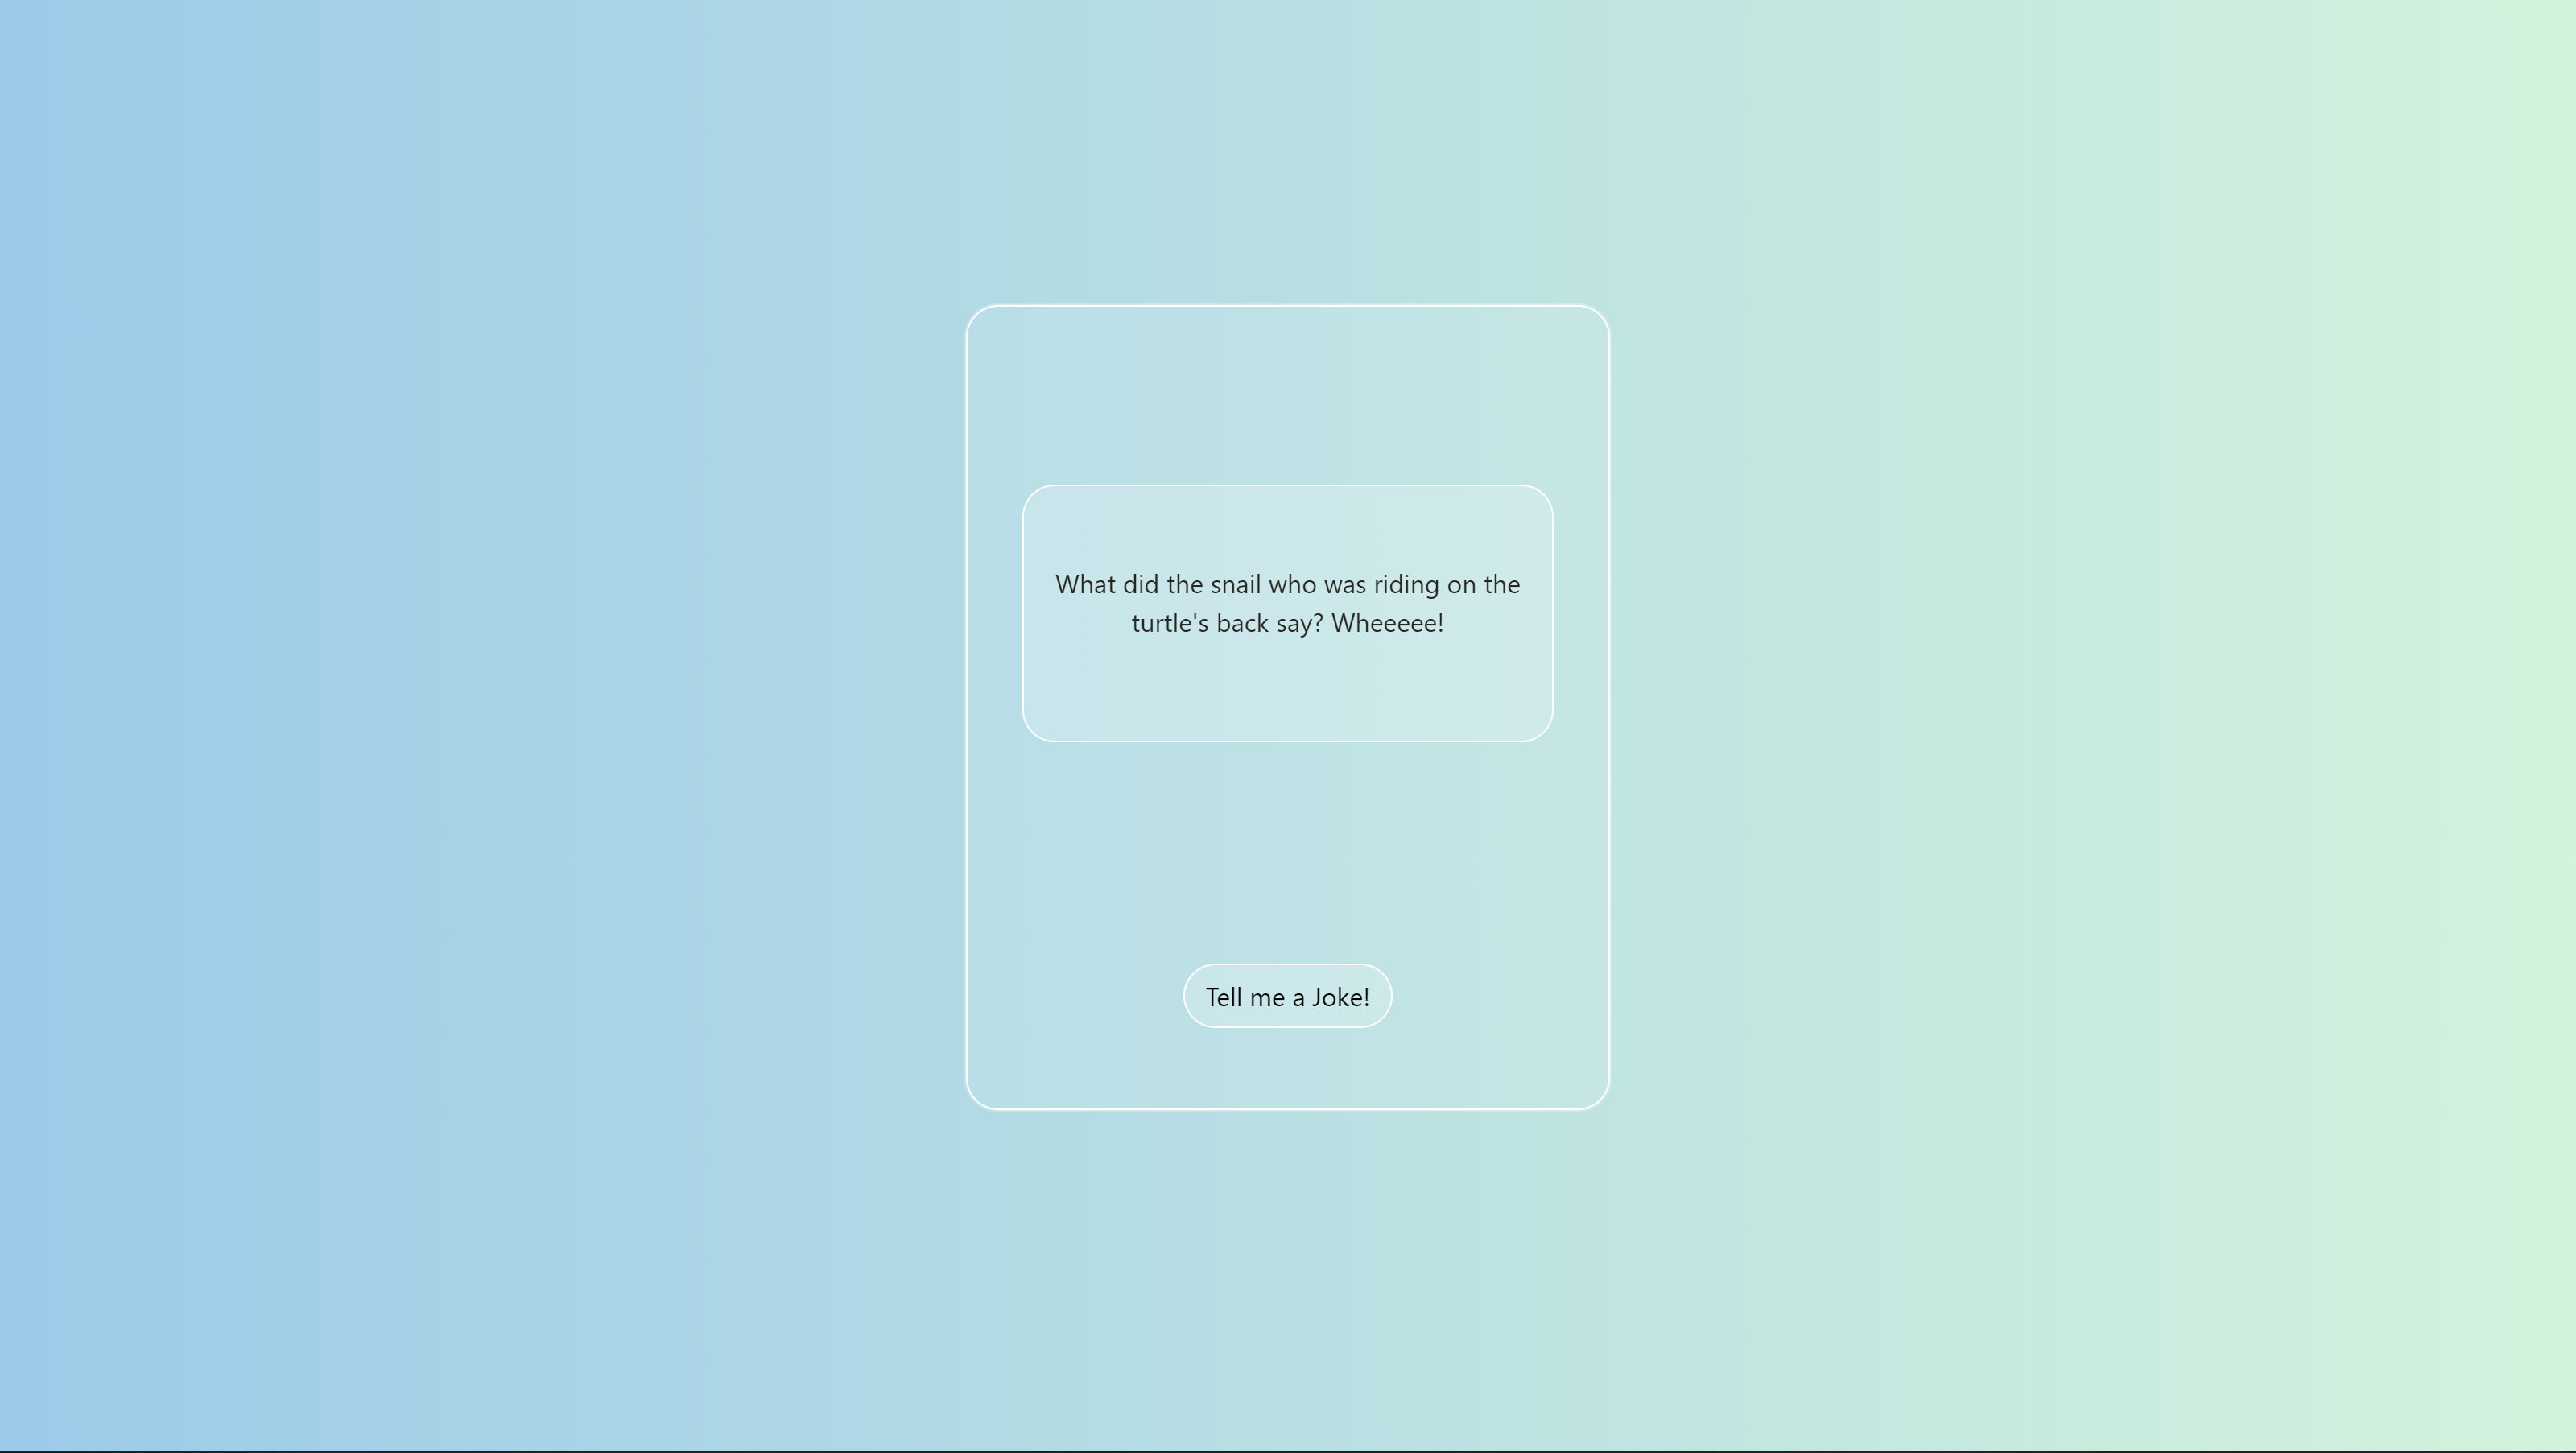 What did the snail who was riding on the
turtle's back say? Wheeeee!
Tell me a Joke!